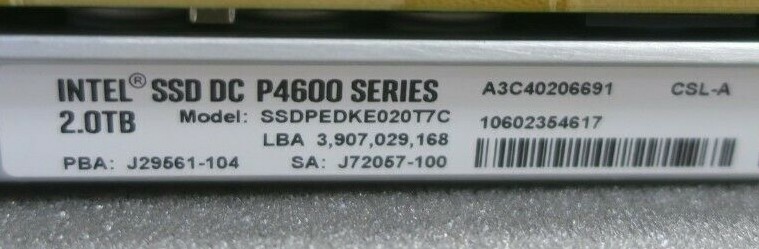 INTEL® SSD DC P4600 SERIES
2.0TB Model: SSDPEDKE020T7C
LBA 3,907,029,168
PBA: J29561-104 SA: J72057-100
A3C40206691 CSL-A
10602354617